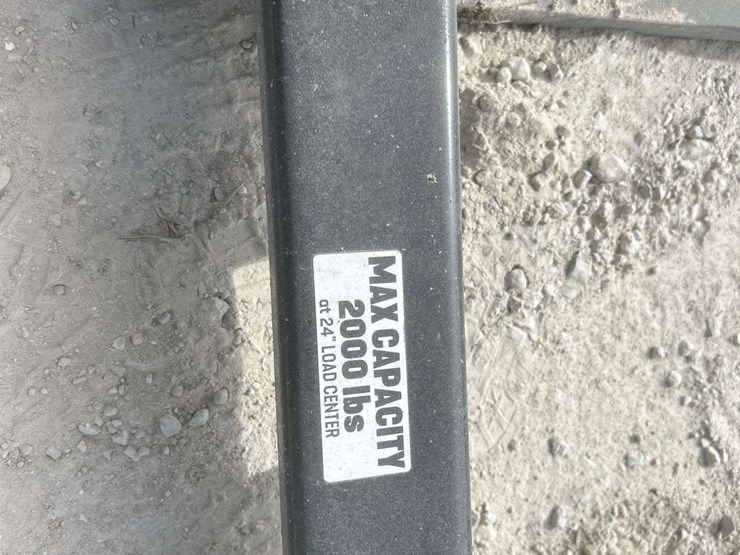 MAX CAPACITY
2000 lbs
at 24" LOAD CENTER